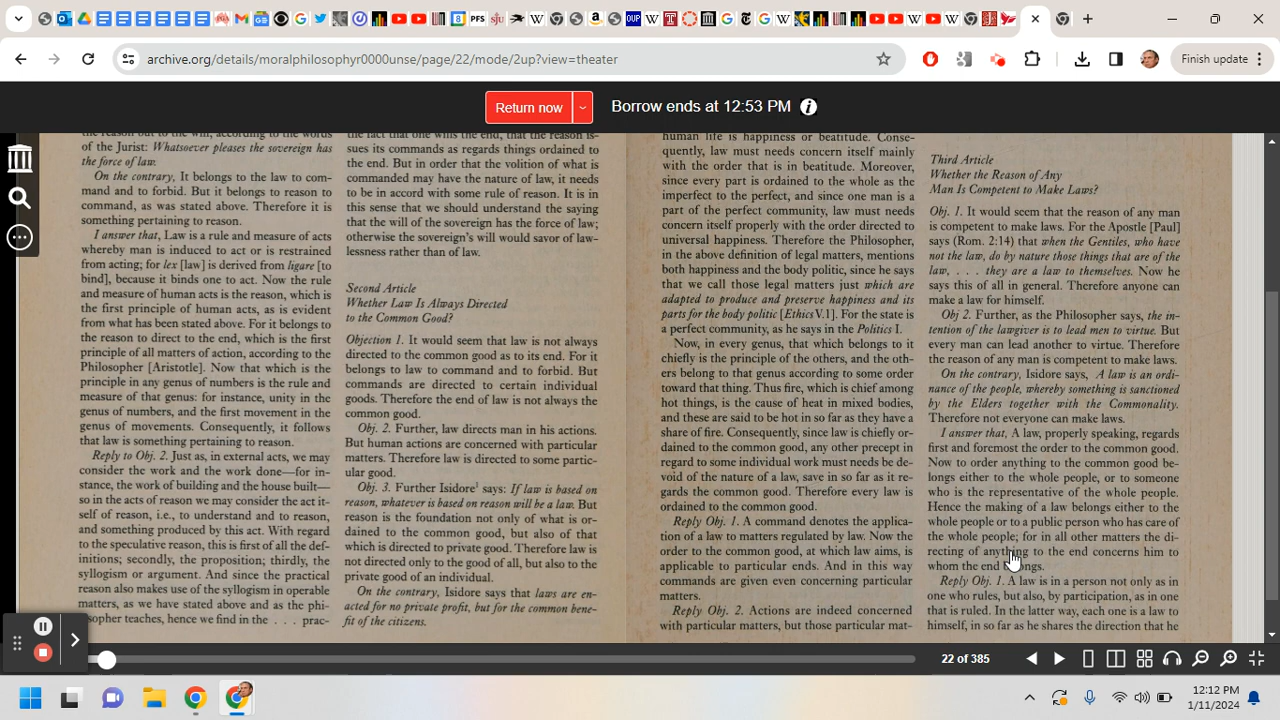 Finish update
archive.org/details/moralphilosophyr0000unse/page/22/mode/2up?view=theater
Return now
Borrow ends at 12:53 PM
of the Jurist: Whatsoever pleases the sovereign has
the force of law.
On the contrary, It belongs to the law to com-
mand and to forbid. But it belongs to reason to
command, as was stated above. Therefore it is
something pertaining to reason.
I answer that, Law is a rule and measure of acts
whereby man is induced to act or is restrained
from acting; for lex [law] is derived from ligare [to
bind], because it binds one to act. Now the rule
and measure of human acts is the reason, which is
the first principle of human acts, as is evident
from what has been stated above. For it belongs to
the reason to direct to the end, which is the first
principle of all matters of action, according to the
Philosopher [Aristotle]. Now that which is the
principle in any genus of numbers is the rule and
measure of that genus: for instance, unity in the
genus of numbers, and the first movement in the
genus of movements. Consequently, it follows
that law is something pertaining to reason.
Reply to Obj. 2. Just as, in external acts, we may
consider the work and the work done—for in-
stance, the work of building and the house built—
so in the acts of reason we may consider the act it-
self of reason, i.e., to understand and to reason,
and something produced by this act. With regard
to the speculative reason, this is first of all the def-
initions; secondly, the proposition; thirdly, the
syllogism or argument. And since the practical
reason also makes use of the syllogism in operable
matters, as we have stated above and as the phi-
sopher teaches, hence we find in the . . . prac-
the fact that one wills the end, that the reason is-
sues its commands as regards things ordained to
the end. But in order that the volition of what is
commanded may have the nature of law, it needs
to be in accord with some rule of reason. It is in
this sense that we should understand the saying
that the will of the sovereign has the force of law;
otherwise the sovereign's will would savor of law-
lessness rather than of law.
Second Article
Whether Law Is Always Directed
to the Common Good?
Objection 1. It would seem that law is not always
directed to the common good as to its end. For it
belongs to law to command and to forbid. But
commands are directed to certain individual
goods. Therefore the end of law is not always the
common good.
Obj. 2. Further, law directs man in his actions.
But human actions are concerned with particular
matters. Therefore law is directed to some partic-
ular good.
Obj. 3. Further Isidore¹ says: If law is based on
reason, whatever is based on reason will be a law. But
reason is the foundation not only of what is or-
dained to the common good, but also of that
which is directed to private good. Therefore law is
not directed only to the good of all, but also to the
private good of an individual.
On the contrary, Isidore says that laws are en-
acted for no private profit, but for the common bene-
fit of the citizens.
human life is happiness or beatitude. Conse-
quently, law must needs concern itself mainly
with the order that is in beatitude. Moreover,
since every part is ordained to the whole as the
imperfect to the perfect, and since one man is a
part of the perfect community, law must needs
concern itself properly with the order directed to
universal happiness. Therefore the Philosopher,
in the above definition of legal matters, mentions
both happiness and the body politic, since he says
that we call those legal matters just which are
adapted to produce and preserve happiness and its
parts for the body politic [Ethics V.1]. For the state is
a perfect community, as he says in the Politics I.
Now, in every genus, that which belongs to it
chiefly is the principle of the others, and the oth-
ers belong to that genus according to some order
toward that thing. Thus fire, which is chief among
hot things, is the cause of heat in mixed bodies,
and these are said to be hot in so far as they have a
share of fire. Consequently, since law is chiefly or-
dained to the common good, any other precept in
regard to some individual work must needs be de-
void of the nature of a law, save in so far as it re-
gards the common good. Therefore every law is
ordained to the common good.
Reply Obj. 1. A command denotes the applica-
tion of a law to matters regulated by law. Now the
order to the common good, at which law aims, is
applicable to particular ends. And in this way
commands are given even concerning particular
matters.
Reply Obj. 2. Actions are indeed concerned
with particular matters, but those particular mat-
Third Article
Whether the Reason of Any
Man Is Competent to Make Laws?
Obj. 1. It would seem that the reason of any man
is competent to make laws. For the Apostle [Paul]
says (Rom. 2:14) that when the Gentiles, who have
not the law, do by nature those things that are of the
law, . . . they are a law to themselves. Now he
says this of all in general. Therefore anyone can
make a law for himself.
Obj 2. Further, as the Philosopher says, the in-
tention of the lawgiver is to lead men to virtue. But
every man can lead another to virtue. Therefore
the reason of any man is competent to make laws.
On the contrary, Isidore says, A law is an ordi-
nance of the people, whereby something is sanctioned
by the Elders together with the Commonality.
Therefore not everyone can make laws.
I answer that, A law, properly speaking, regards
first and foremost the order to the common good.
Now to order anything to the common good be-
longs either to the whole people, or to someone
who is the representative of the whole people.
Hence the making of a law belongs either to the
whole people or to a public person who has care of
the whole people; for in all other matters the di-
recting of anything to the end concerns him to
whom the end
Reply Obj. 1. A law is in a person not only as in
one who rules, but also, by participation, as in one
that is ruled. In the latter way, each one is a law to
himself, in so far as he shares the direction that he
22 of 385
12:12 PM
1/11/2024